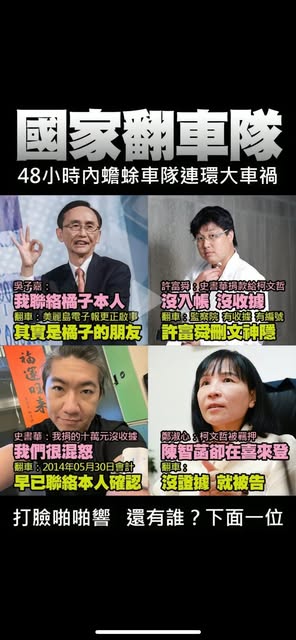 國家翻車隊
48小時內蟾蜍車隊連環大車禍
吳子嘉:
我聯絡橘子本人
翻車:美麗島電子報更正啟事
其實是橘子的朋友
許富舜:史書華捐款給柯文哲
沒入帳 沒收據
翻車:監察院 有收據 有編號
許富舜刪文神隱
福運旺來
史書華:我捐的十萬元沒收據
我們很混怒
翻車:2014年05月30日會計
早已聯絡本人確認
鄭淑心:柯文哲被羈押
陳智菡卻在喜來登
翻車:
沒證據 就被告
打臉啪啪響 還有誰?下面一位